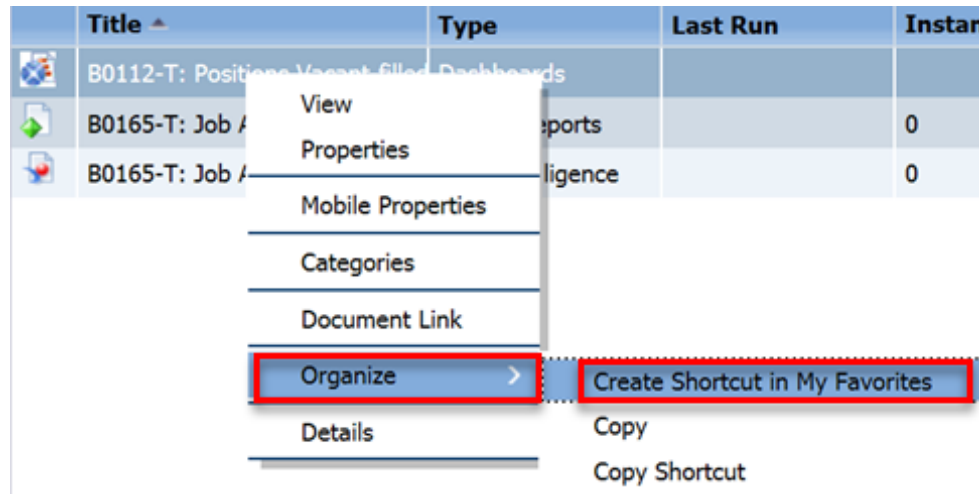 Title Type Last Run Instan
B0112-T: Positions Vacant-filled Dashboards
B0165-T: Job A eports 0
B0165-T: Job A ligence 0
View
Properties
Mobile Properties
Categories
Document Link
Organize
Create Shortcut in My Favorites
Details
Copy
Copy Shortcut